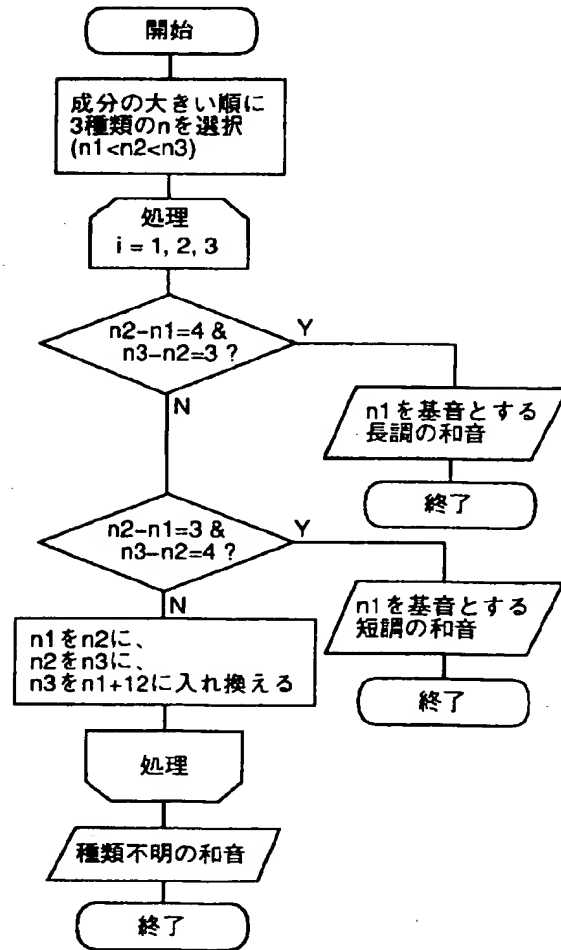 開始
成分の大きい順に
3種類のnを選択
(n1<n2<n3)
処理
i = 1, 2, 3
n2−n1=4 &
n3−n2=3 ?
Y
N
n1を基音とする
長調の和音
終了
n2−n1=3 &
n3−n2=4 ?
Y
N
n1を基音とする
短調の和音
終了
n1をn2に、
n2をn3に、
n3をn1+12に入れ換える
処理
種類不明の和音
終了